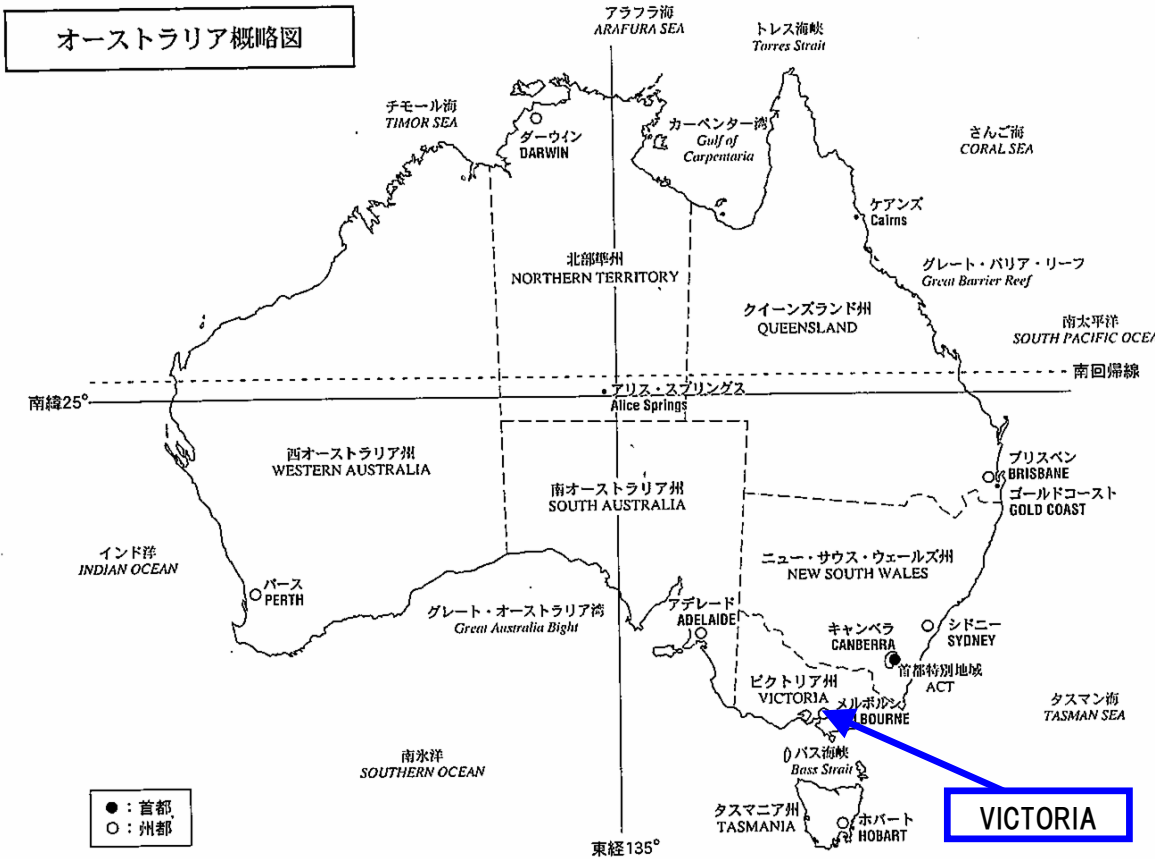 オーストラリア概略図
アラフラ海
ARAFURA SEA
トレス海峡
Torres Strait
チモール海
TIMOR SEA
ダーウイン
DARWIN
カーペンター湾
Gulf of
Carpentaria
さんご海
CORAL SEA
ケアンズ
Cairns
北部準州
NORTHERN TERRITORY
グレート・バリア・リーフ
Great Barrier Reef
クイーンズランド州
QUEENSLAND
南太平洋
SOUTH PACIFIC OCEA
南回帰線
南緯25°
アリス・スプリングス
Alice Springs
西オーストラリア州
WESTERN AUSTRALIA
南オーストラリア州
SOUTH AUSTRALIA
ブリスベン
BRISBANE
ゴールドコースト
GOLD COAST
インド洋
INDIAN OCEAN
ニュー・サウス・ウェールズ州
NEW SOUTH WALES
パース
PERTH
グレート・オーストラリア湾
Great Australia Bight
アデレード
ADELAIDE
キャンベラ
CANBERRA
シドニー
SYDNEY
首都特別地域
ACT
ビクトリア州
VICTORIA
メルボルン
LBOURNE
タスマン海
TASMAN SEA
南氷洋
SOUTHERN OCEAN
バス海峡
Bass Strait
タスマニア州
TASMANIA
ホバート
HOBART
VICTORIA
●：首都
○：州都
東経135°